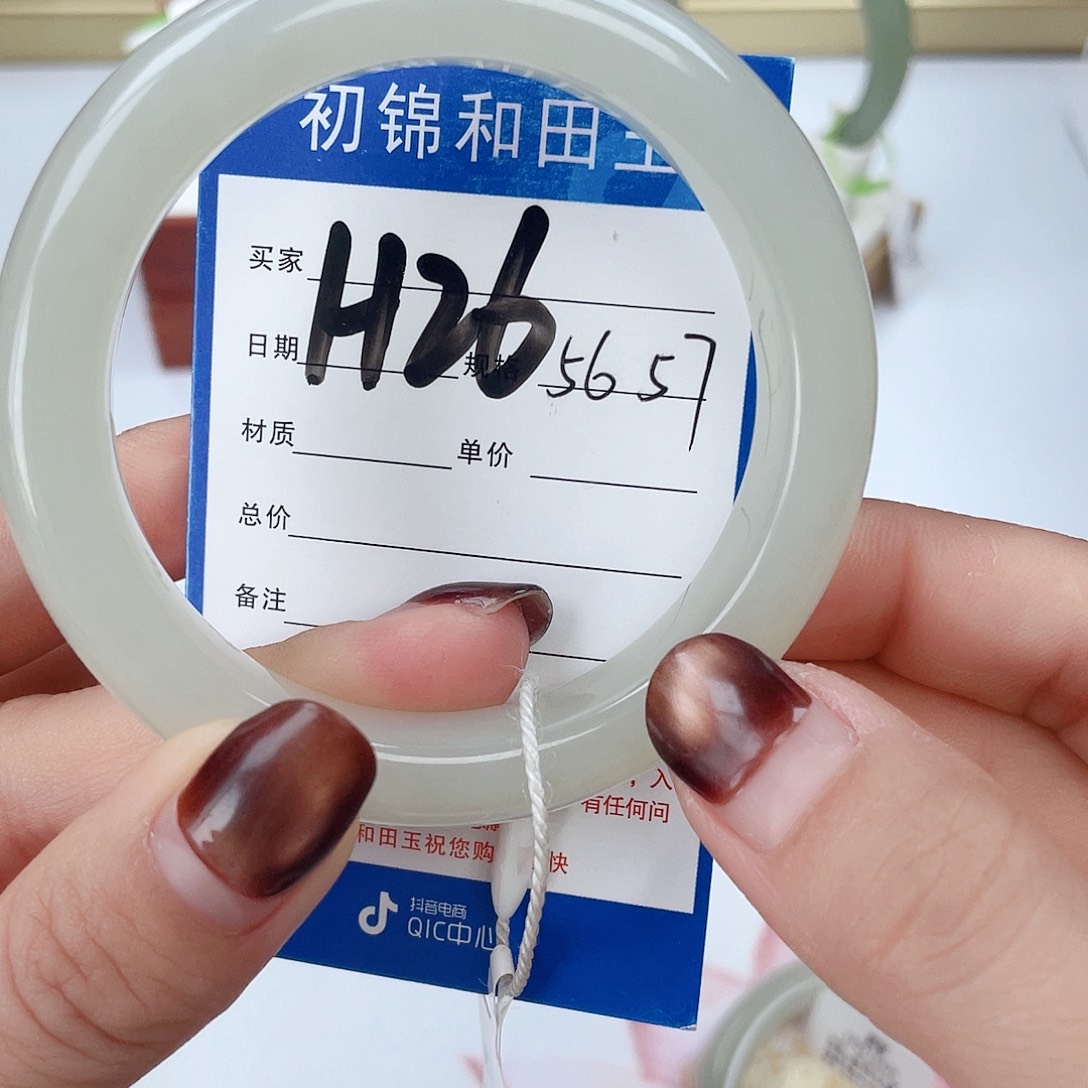 初锦和田玉
买家 H26
日期 规格 56 57
材质 单价
总价
备注
，入
有任何问
和田玉祝您购 快
抖音电商
QIC中心